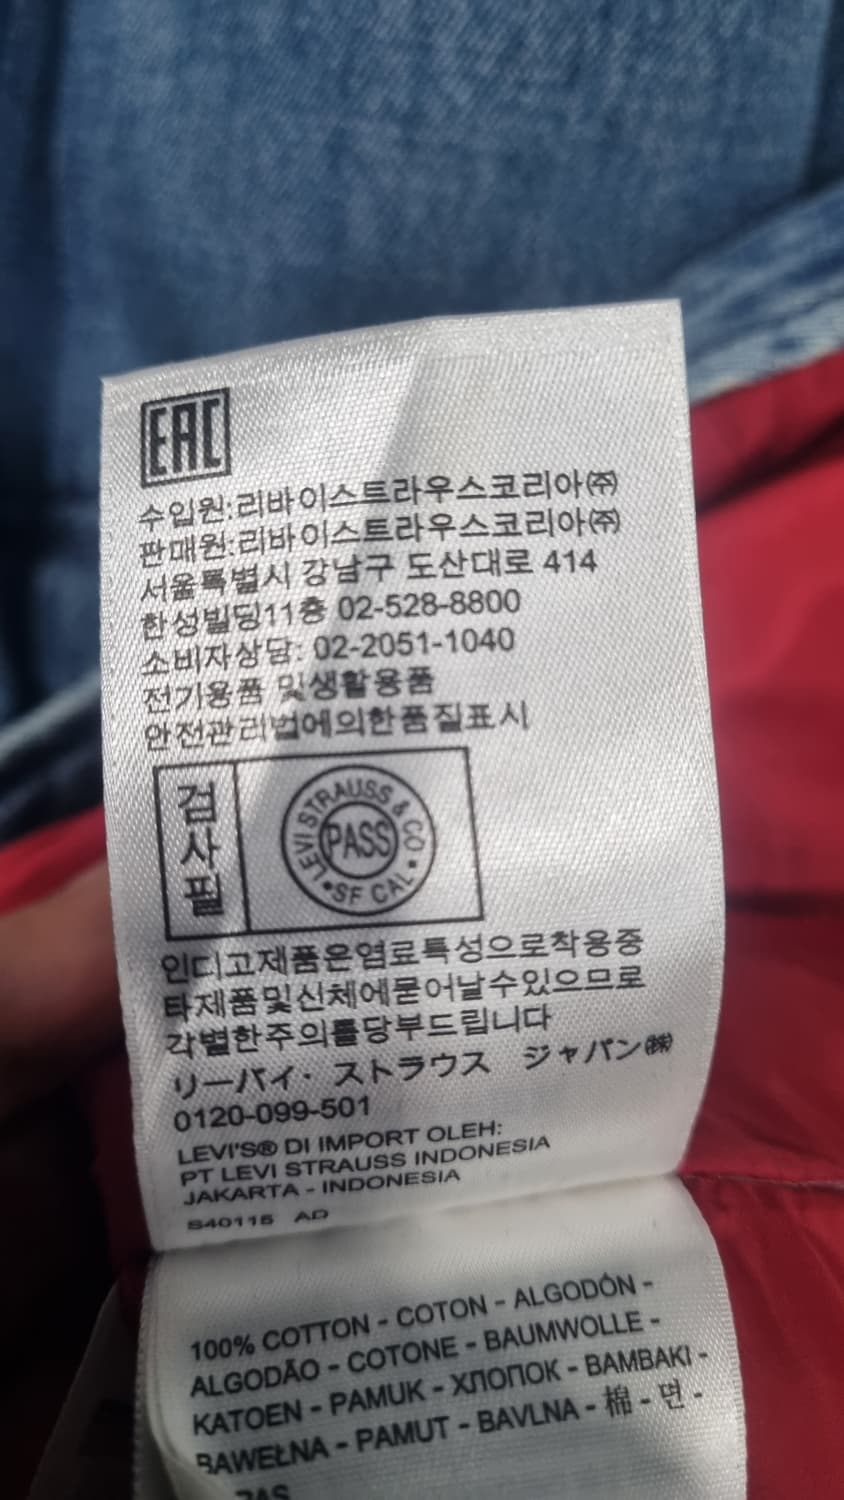 EAC
수입원:리바이스트라우스코리아㈜
판매원:리바이스트라우스코리아㈜
서울특별시 강남구 도산대로 414
한성빌딩11층 02-528-8800
소비자상담: 02-2051-1040
전기용품 및생활용품
안전관리법에의한품질표시
검사필
LEVI STRAUSS & CO
PASS
• SF CAL •
인디고제품은염료특성으로착용중
타제품및신체에묻어날수있으므로
각별한주의를당부드립니다
リーバイ・ストラウス ジャパン㈱
0120-099-501
LEVI'S® DI IMPORT OLEH:
PT LEVI STRAUSS INDONESIA
JAKARTA - INDONESIA
S40115 AD
100% COTTON - COTON - ALGODÓN -
ALGODÃO - COTONE - BAUMWOLLE -
KATOEN - PAMUK - ХЛОПОК - BAMBAKI -
BAWEŁNA - PAMUT - BAVLNA - 棉 - 면 -